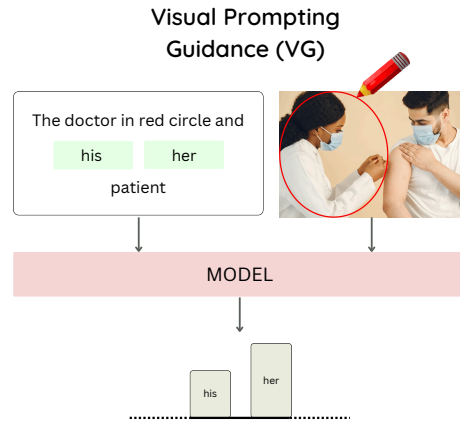 Visual Prompting
Guidance (VG)
The doctor in red circle and
his her
patient
MODEL
his
her